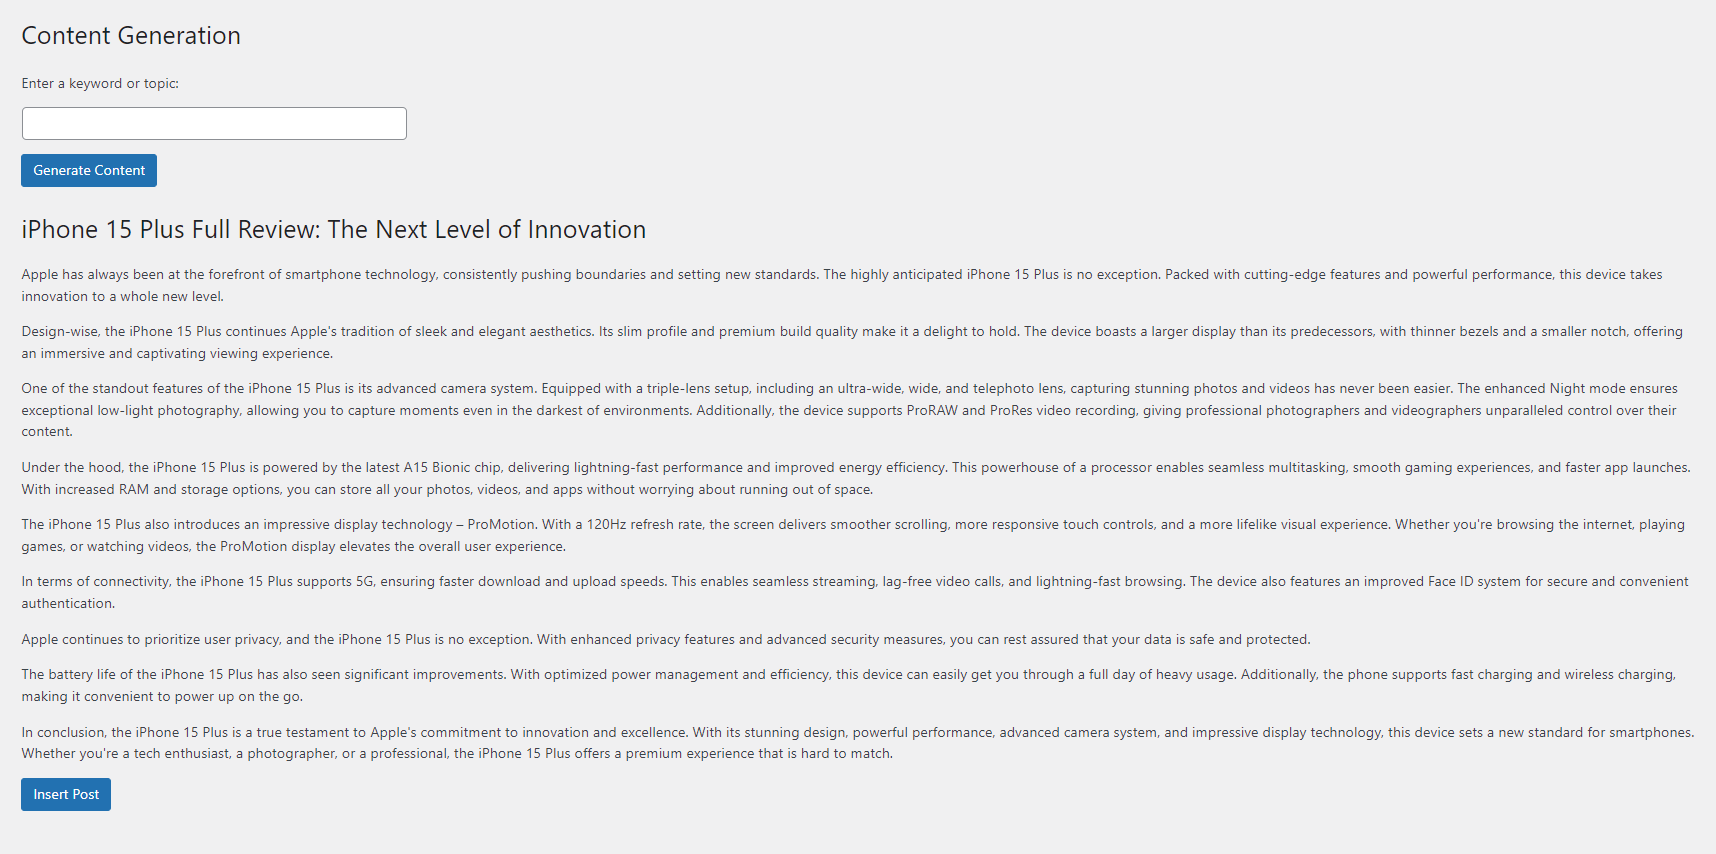 Content Generation
Enter a keyword or topic:
Generate Content
iPhone 15 Plus Full Review: The Next Level of Innovation
Apple has always been at the forefront of smartphone technology, consistently pushing boundaries and setting new standards. The highly anticipated iPhone 15 Plus is no exception. Packed with cutting-edge features and powerful performance, this device takes
innovation to a whole new level.
Design-wise, the iPhone 15 Plus continues Apple's tradition of sleek and elegant aesthetics. Its slim profile and premium build quality make it a delight to hold. The device boasts a larger display than its predecessors, with thinner bezels and a smaller notch, offering
an immersive and captivating viewing experience.
One of the standout features of the iPhone 15 Plus is its advanced camera system. Equipped with a triple-lens setup, including an ultra-wide, wide, and telephoto lens, capturing stunning photos and videos has never been easier. The enhanced Night mode ensures
exceptional low-light photography, allowing you to capture moments even in the darkest of environments. Additionally, the device supports ProRAW and ProRes video recording, giving professional photographers and videographers unparalleled control over their
content.
Under the hood, the iPhone 15 Plus is powered by the latest A15 Bionic chip, delivering lightning-fast performance and improved energy efficiency. This powerhouse of a processor enables seamless multitasking, smooth gaming experiences, and faster app launches.
With increased RAM and storage options, you can store all your photos, videos, and apps without worrying about running out of space.
The iPhone 15 Plus also introduces an impressive display technology – ProMotion. With a 120Hz refresh rate, the screen delivers smoother scrolling, more responsive touch controls, and a more lifelike visual experience. Whether you're browsing the internet, playing
games, or watching videos, the ProMotion display elevates the overall user experience.
In terms of connectivity, the iPhone 15 Plus supports 5G, ensuring faster download and upload speeds. This enables seamless streaming, lag-free video calls, and lightning-fast browsing. The device also features an improved Face ID system for secure and convenient
authentication.
Apple continues to prioritize user privacy, and the iPhone 15 Plus is no exception. With enhanced privacy features and advanced security measures, you can rest assured that your data is safe and protected.
The battery life of the iPhone 15 Plus has also seen significant improvements. With optimized power management and efficiency, this device can easily get you through a full day of heavy usage. Additionally, the phone supports fast charging and wireless charging,
making it convenient to power up on the go.
In conclusion, the iPhone 15 Plus is a true testament to Apple's commitment to innovation and excellence. With its stunning design, powerful performance, advanced camera system, and impressive display technology, this device sets a new standard for smartphones.
Whether you're a tech enthusiast, a photographer, or a professional, the iPhone 15 Plus offers a premium experience that is hard to match.
Insert Post